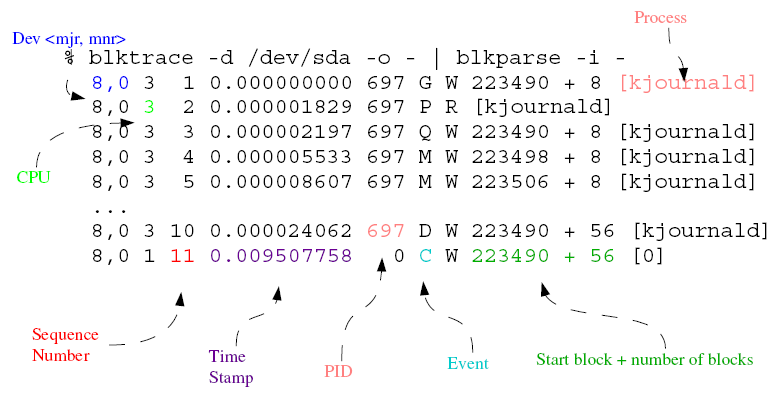 Process
Dev <mjr, mnr>
% blktrace -d /dev/sda -o - | blkparse -i -
8,0 3 1 0.000000000 697 G W 223490 + 8 [kjournald]
8,0 3 2 0.000001829 697 P R [kjournald]
8,0 3 3 0.000002197 697 Q W 223490 + 8 [kjournald]
8,0 3 4 0.000005533 697 M W 223498 + 8 [kjournald]
8,0 3 5 0.000008607 697 M W 223506 + 8 [kjournald]
CPU
...
8,0 3 10 0.000024062 697 D W 223490 + 56 [kjournald]
8,0 1 11 0.009507758 0 C W 223490 + 56 [0]
Sequence
Number
Time
Stamp
PID
Event
Start block + number of blocks